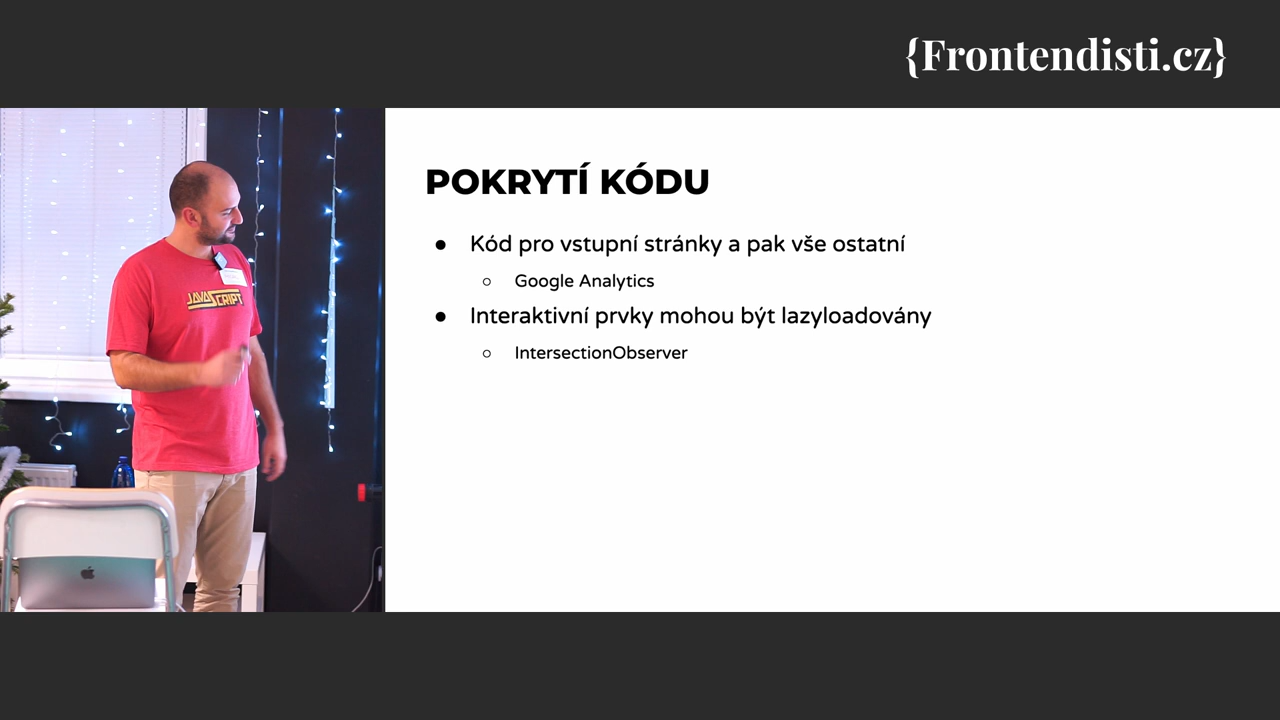 {Frontendisti.cz}
POKRYTÍ KÓDU
● Kód pro vstupní stránky a pak vše ostatní
○ Google Analytics
● Interaktivní prvky mohou být lazyloadovány
○ IntersectionObserver
JAVASCRIPT